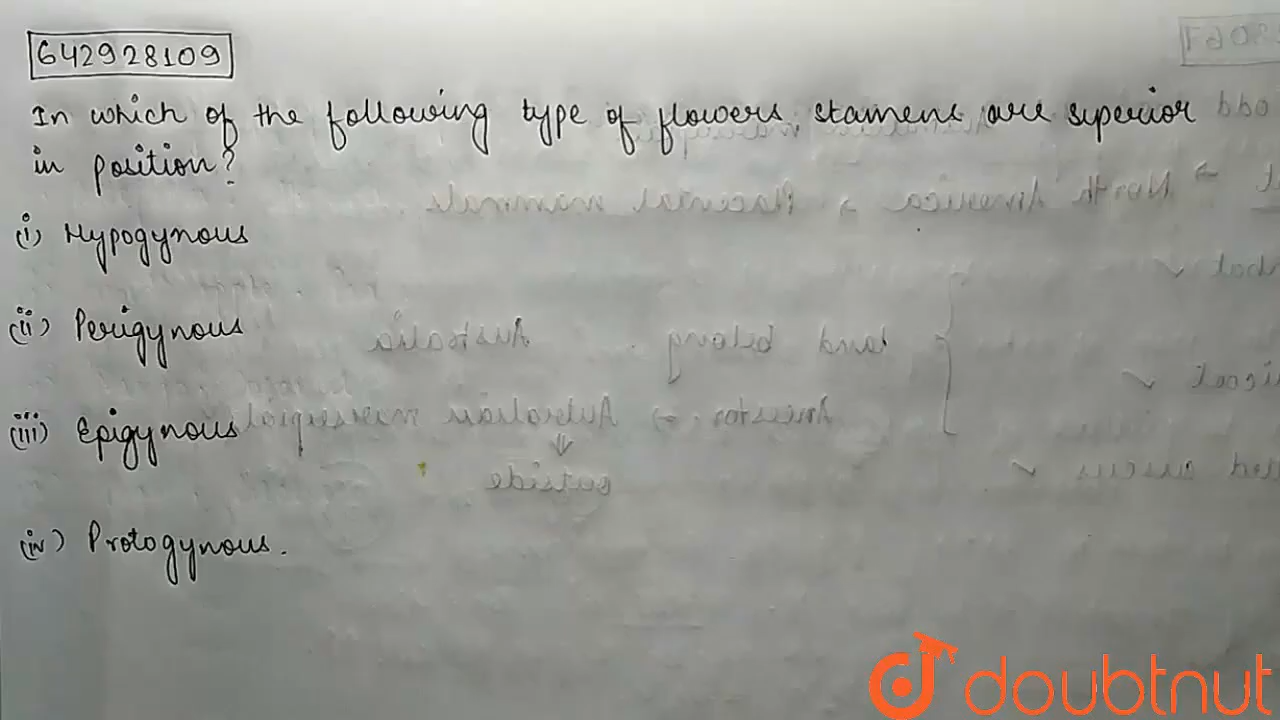 642928109
In which of the following type of flowers stamens are superior
in position?
(i) Hypogynous
(ii) Perigynous
(iii) Epigynous
(iv) Protogynous.
doubtnut